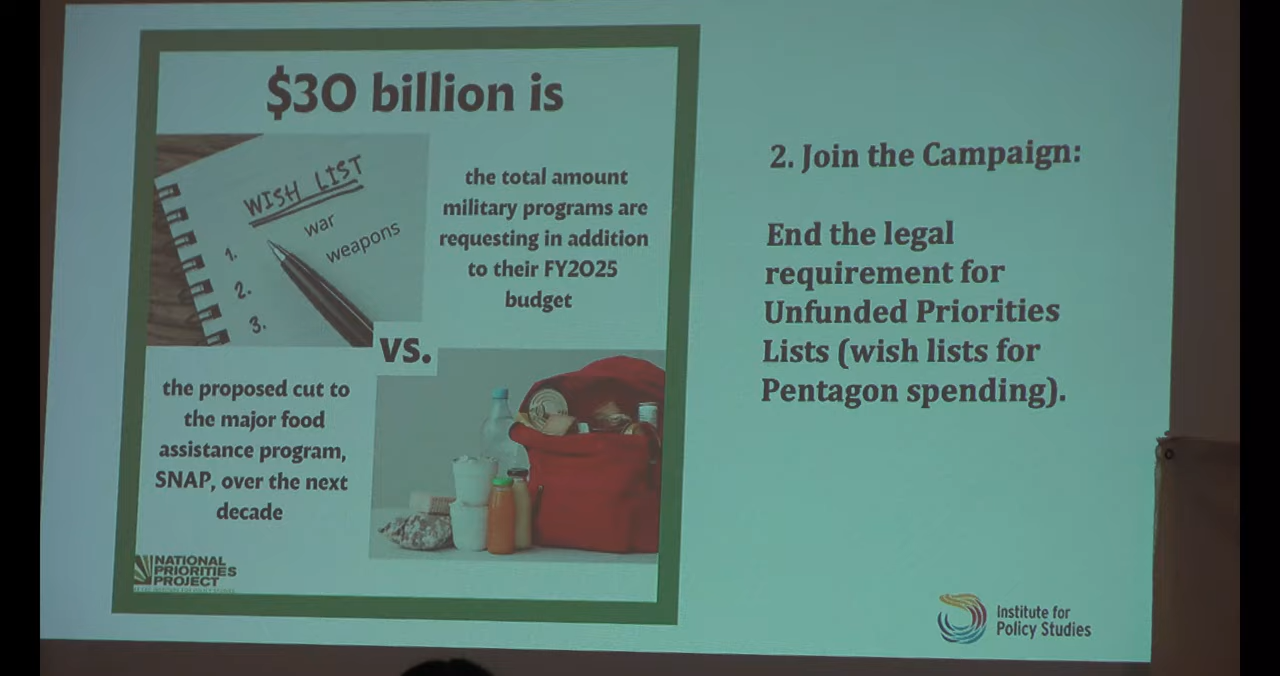 $30 billion is
WISH LIST
war
weapons
1.
2.
3.
the total amount
military programs are
requesting in addition
to their FY2025
budget
vs.
the proposed cut to
the major food
assistance program,
SNAP, over the next
decade
NATIONAL
PRIORITIES
PROJECT
2. Join the Campaign:
End the legal
requirement for
Unfunded Priorities
Lists (wish lists for
Pentagon spending).
Institute for
Policy Studies